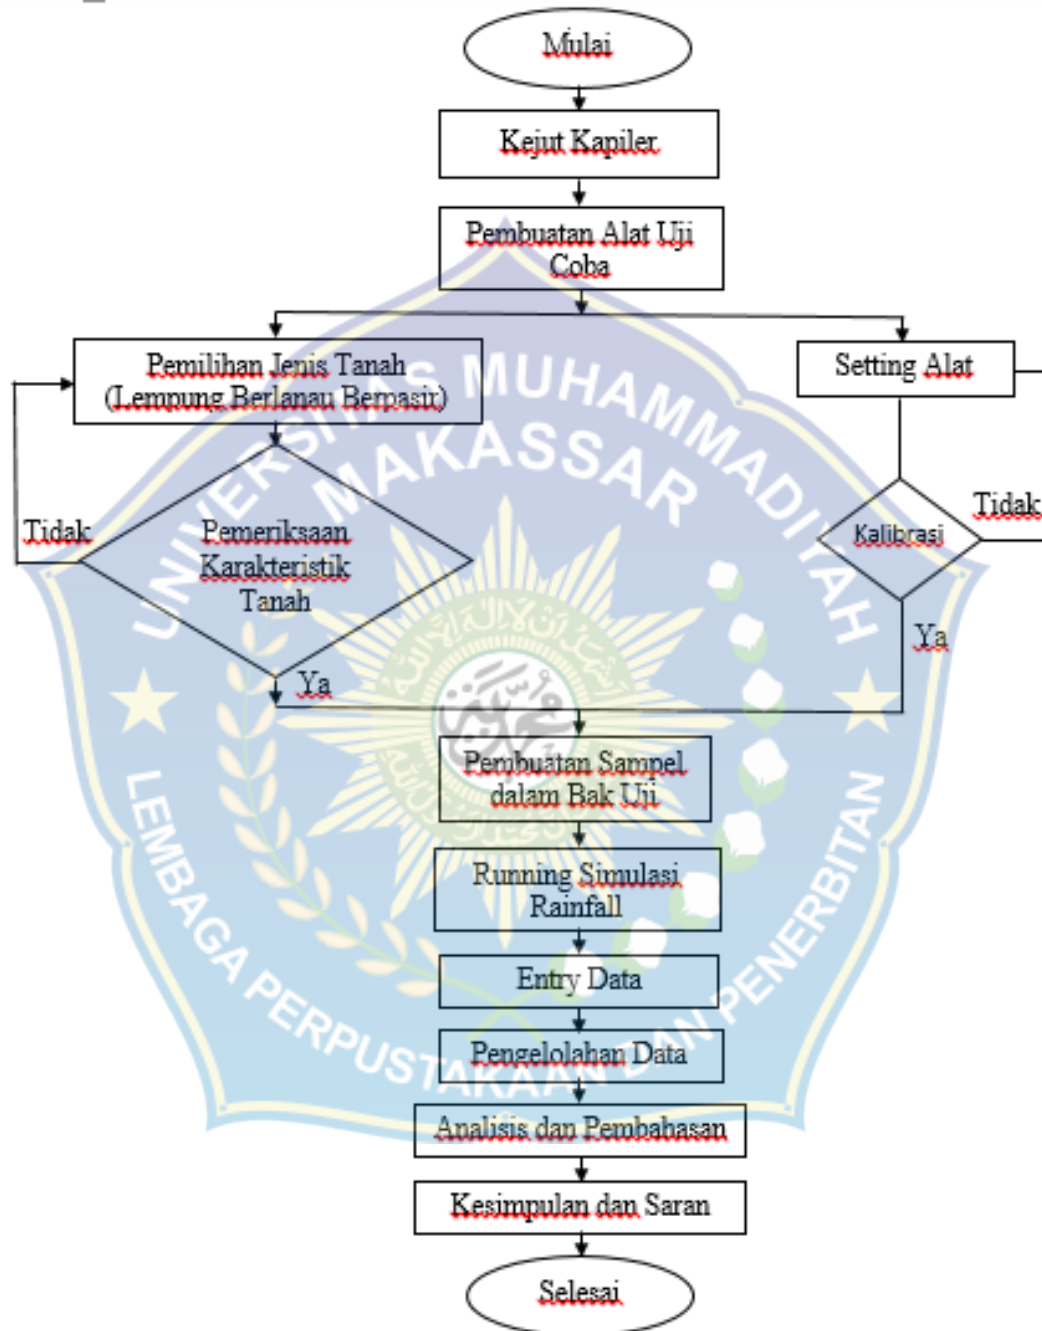 Mulai
Kejut Kapiler
Pembuatan Alat Uji
Coba
Pemilihan Jenis Tanah
(Lempung Berlanau Berpasir)
Setting Alat
Tidak
Pemeriksaan
Karakteristik
Tanah
Kalibrasi
Tidak
Ya
Ya
Pembuatan Sampel
dalam Bak Uji
Running Simulasi
Rainfall
Entry Data
Pengelolahan Data
Analisis dan Pembahasan
Kesimpulan dan Saran
Selesai
UNIVERSITAS MUHAMMADIYAH
MAKASSAR
LEMBAGA PERPUSTAKAAN DAN PENERBITAN